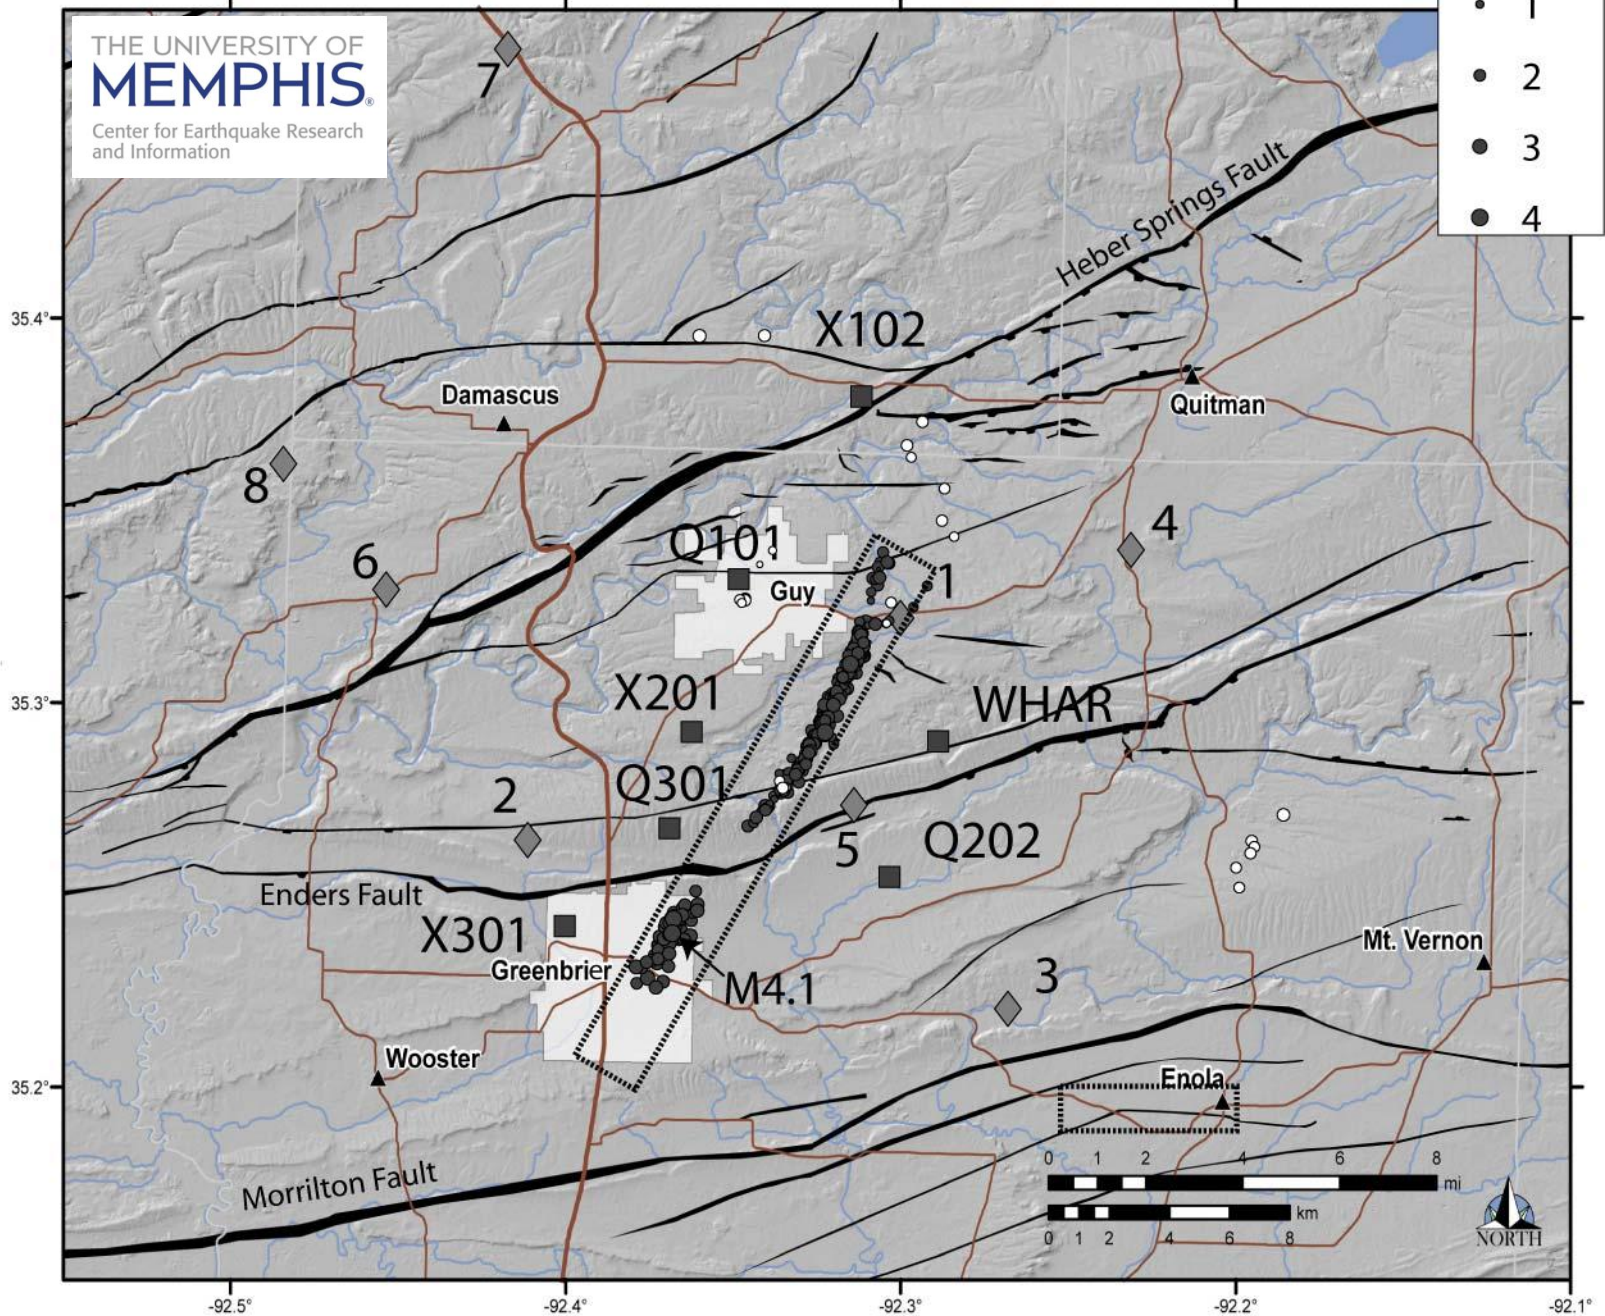 THE UNIVERSITY OF
MEMPHIS®
Center for Earthquake Research
and Information
1
2
3
4
7
Heber Springs Fault
35.4°
X102
Damascus
Quitman
8
Q101
4
6
Guy
1
35.3°
X201
WHAR
Q301
2
5
Q202
Enders Fault
X301
Mt. Vernon
Greenbrier
M4.1
3
Wooster
35.2°
Enola
0 1 2 4 6 8
mi
km
0 1 2 4 6 8
Morrilton Fault
NORTH
-92.5° -92.4° -92.3° -92.2° -92.1°